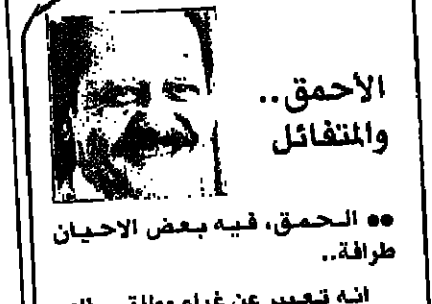 الأحمق..
والمتفائل
●● الحمق، فيه بعض الاحيان
طرافة..
انه تعبير عن غباء